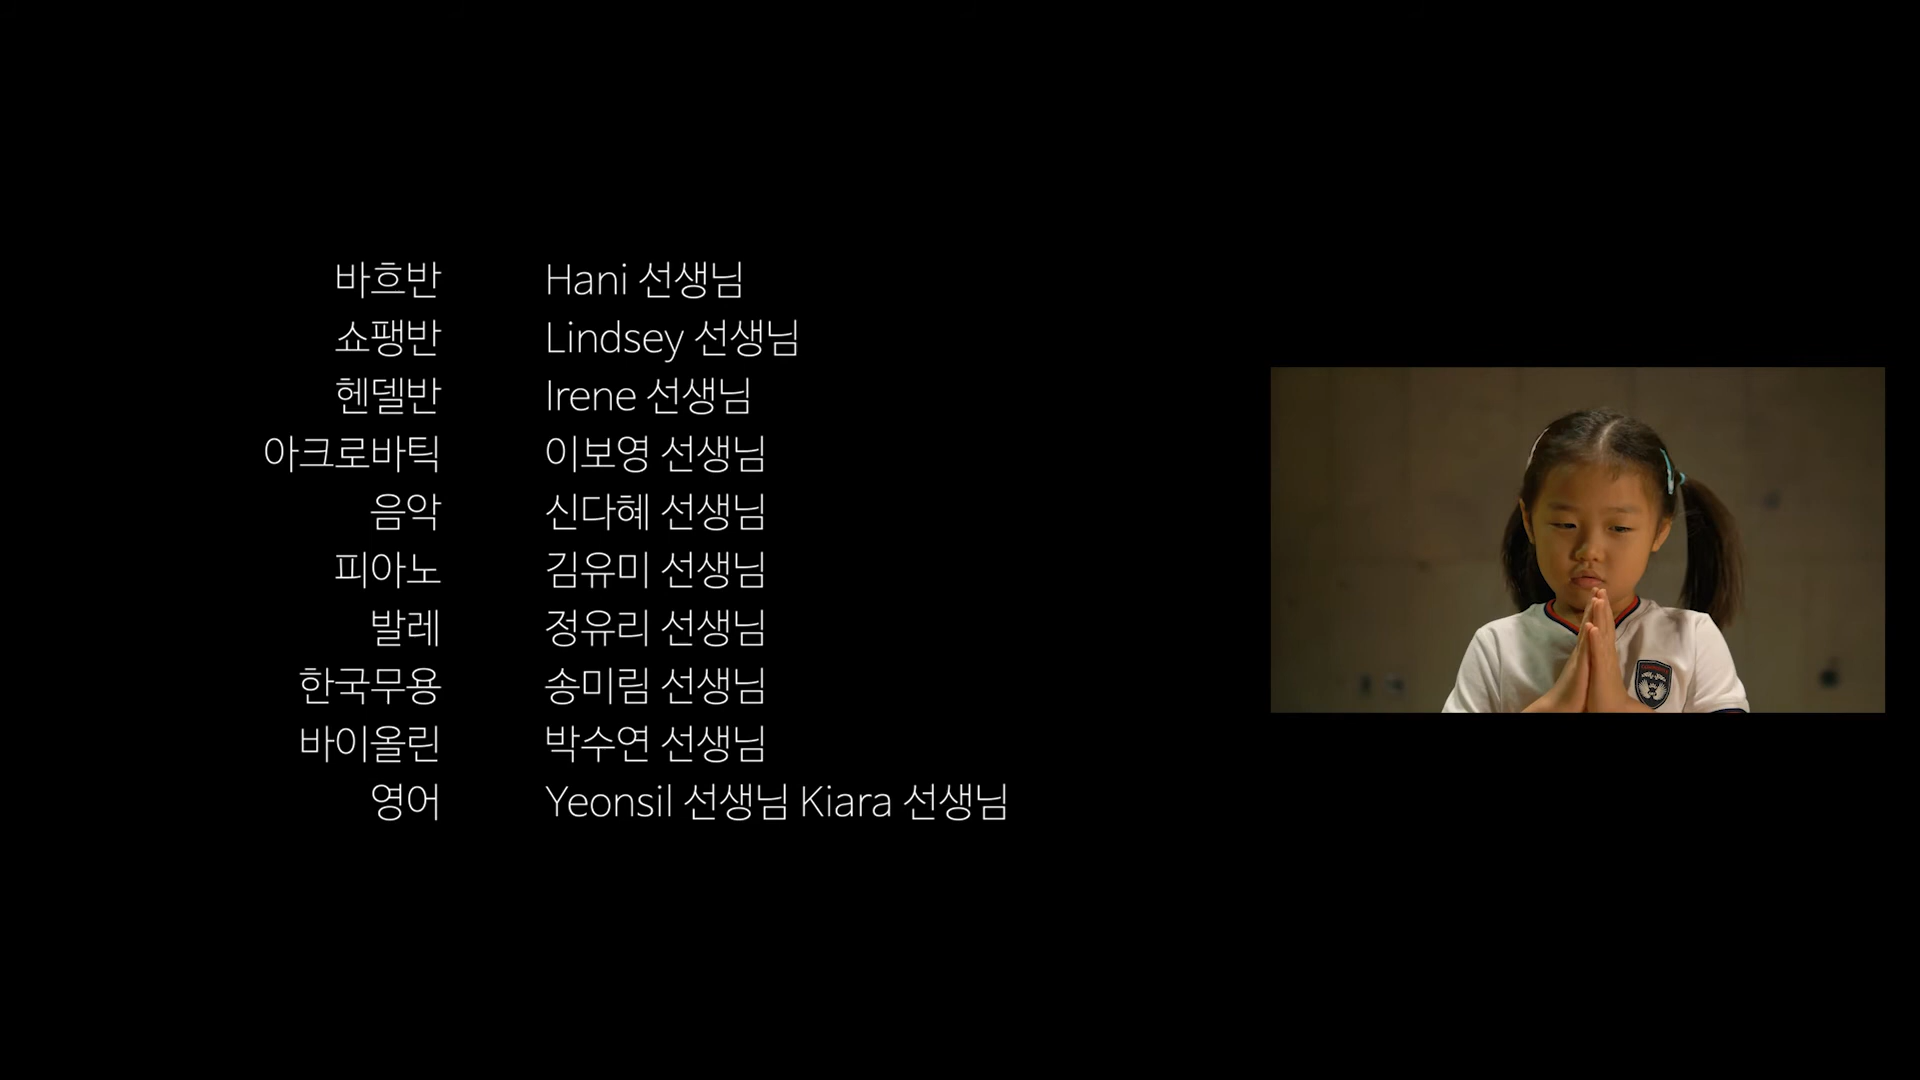 바흐반 Hani 선생님
쇼팽반 Lindsey 선생님
헨델반 Irene 선생님
아크로바틱 이보영 선생님
음악 신다혜 선생님
피아노 김유미 선생님
발레 정유리 선생님
한국무용 송미림 선생님
바이올린 박수연 선생님
영어 Yeonsil 선생님 Kiara 선생님